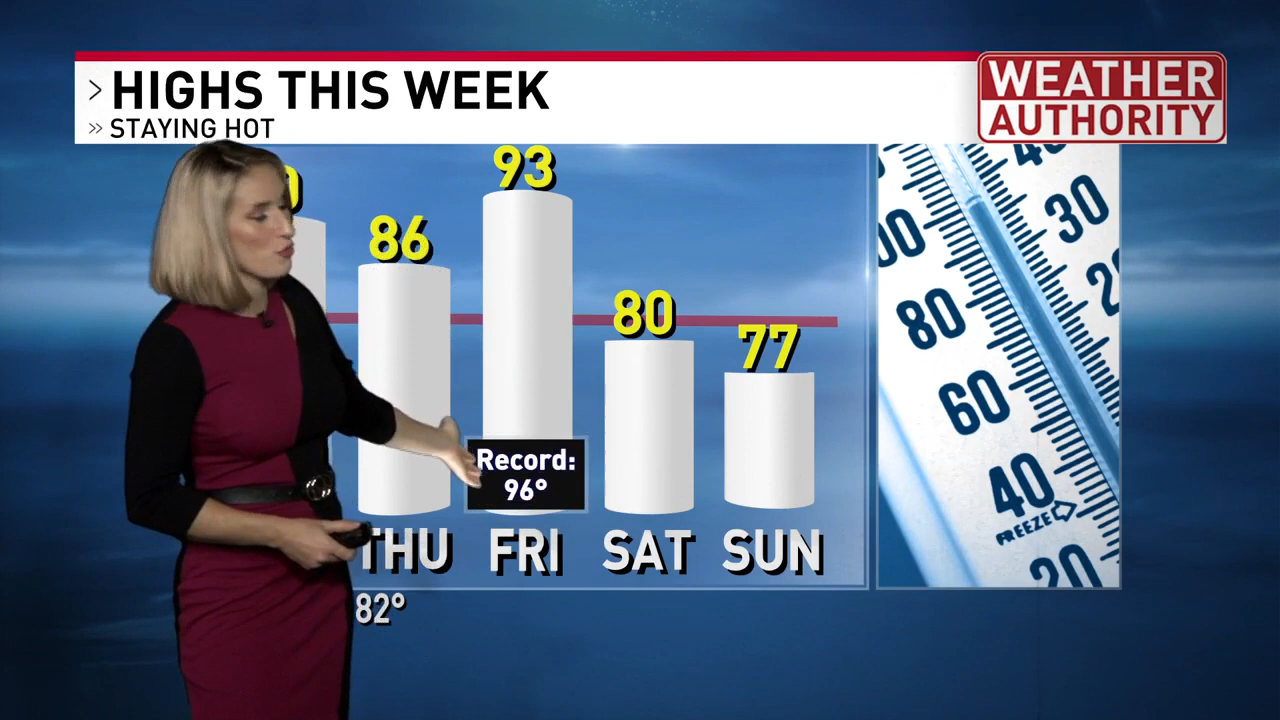 > HIGHS THIS WEEK
» STAYING HOT
WEATHER
AUTHORITY
93
86
80
77
Record:
96°
THU FRI SAT SUN
82°
30
80
60
40
FREEZE
20